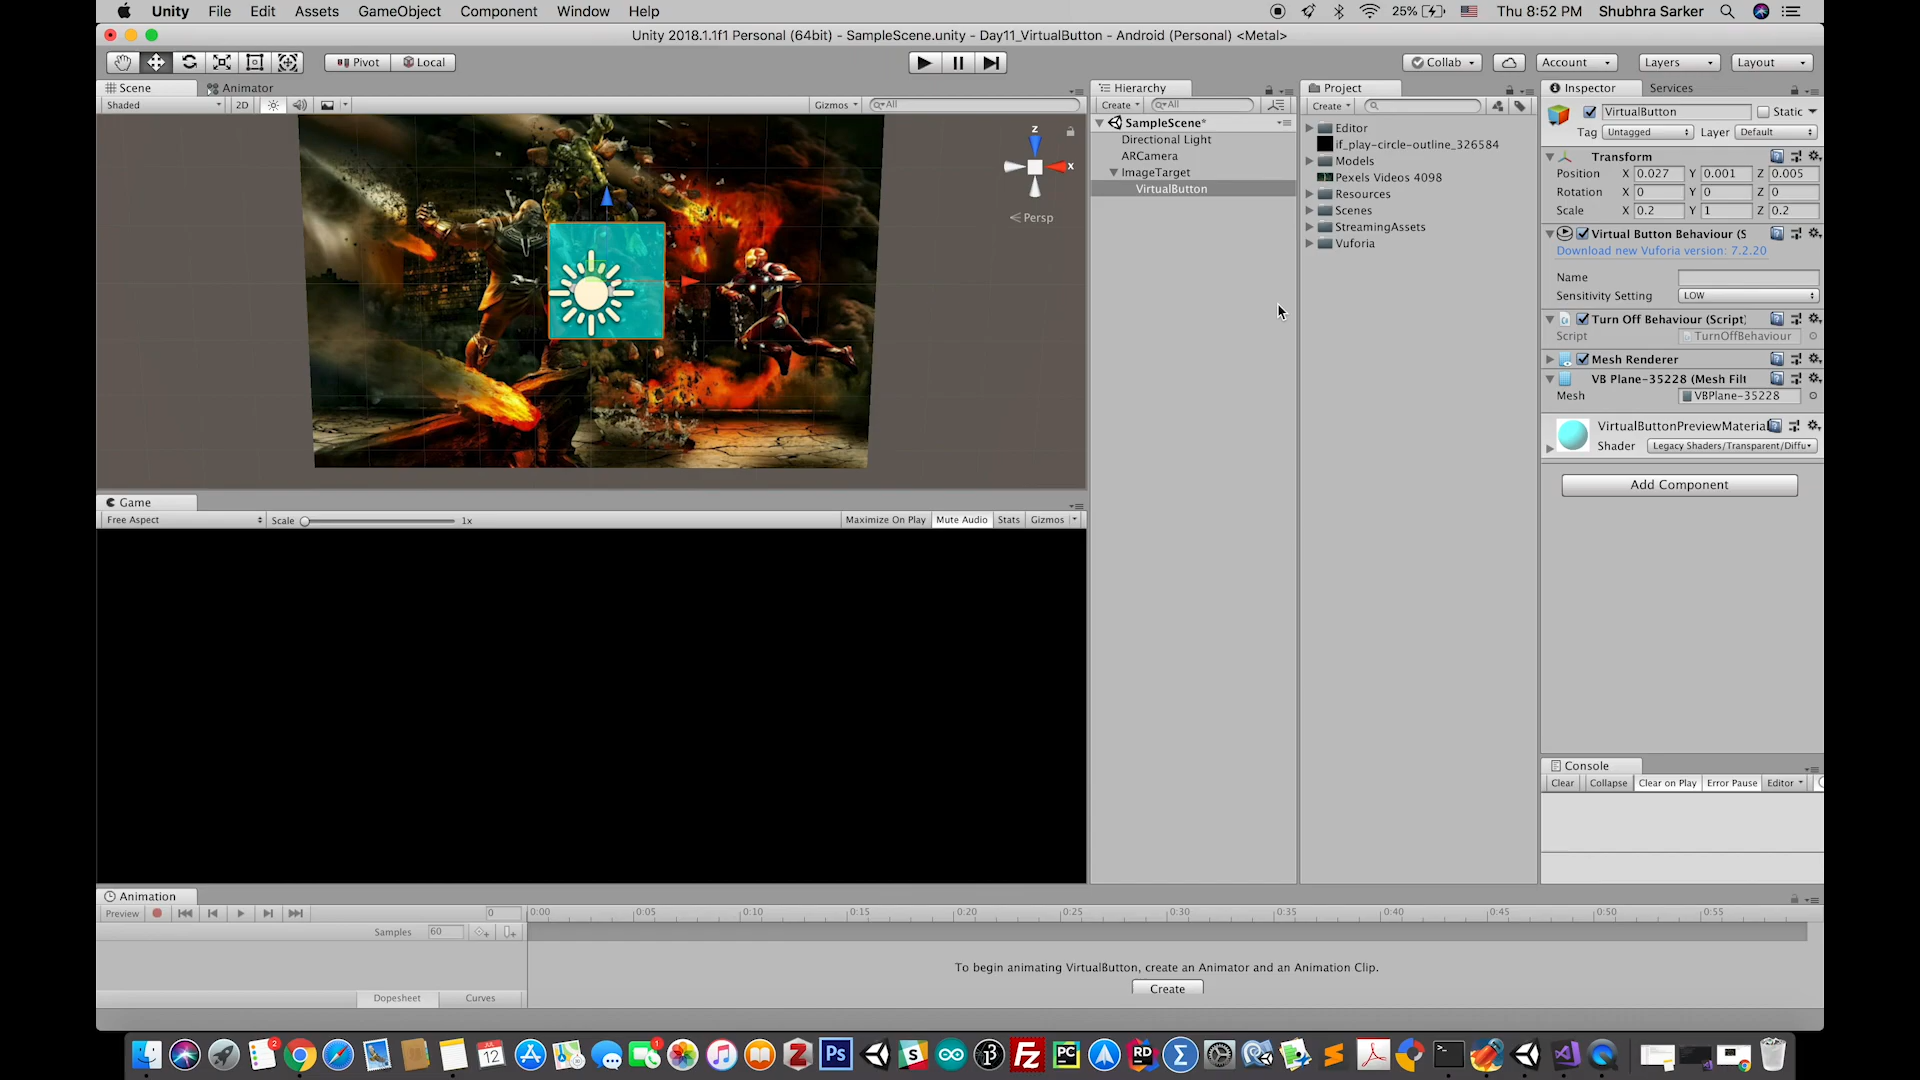 Unity File Edit Assets GameObject Component Window Help 25% Thu 8:52 PM Shubhra Sarker
Unity 2018.1.1f1 Personal (64bit) - SampleScene.unity - Day11_VirtualButton - Android (Personal) <Metal>
Pivot Local Collab Account Layers Layout
Scene Animator
Shaded 2D Gizmos All
z
x
Persp
Game
Free Aspect Scale 1x Maximize On Play Mute Audio Stats Gizmos
Hierarchy
Create All
SampleScene*
Directional Light
ARCamera
ImageTarget
VirtualButton
Project
Create
Editor
if_play-circle-outline_326584
Models
Pexels Videos 4098
Resources
Scenes
StreamingAssets
Vuforia
Inspector Services
VirtualButton Static
Tag Untagged Layer Default
Transform
Position X 0.027 Y 0.001 Z 0.005
Rotation X 0 Y 0 Z 0
Scale X 0.2 Y 1 Z 0.2
Virtual Button Behaviour (S
Download new Vuforia version: 7.2.20
Name
Sensitivity Setting LOW
Turn Off Behaviour (Script)
Script TurnOffBehaviour
Mesh Renderer
VB Plane-35228 (Mesh Filt
Mesh VBPlane-35228
VirtualButtonPreviewMateria
Shader Legacy Shaders/Transparent/Diffu
Add Component
Console
Clear Collapse Clear on Play Error Pause Editor
Animation
Preview 0 0:00 0:05 0:10 0:15 0:20 0:25 0:30 0:35 0:40 0:45 0:50 0:55
Samples 60
To begin animating VirtualButton, create an Animator and an Animation Clip.
Create
Dopesheet Curves
2 12 1 Z Ps S Fz PC RD Σ